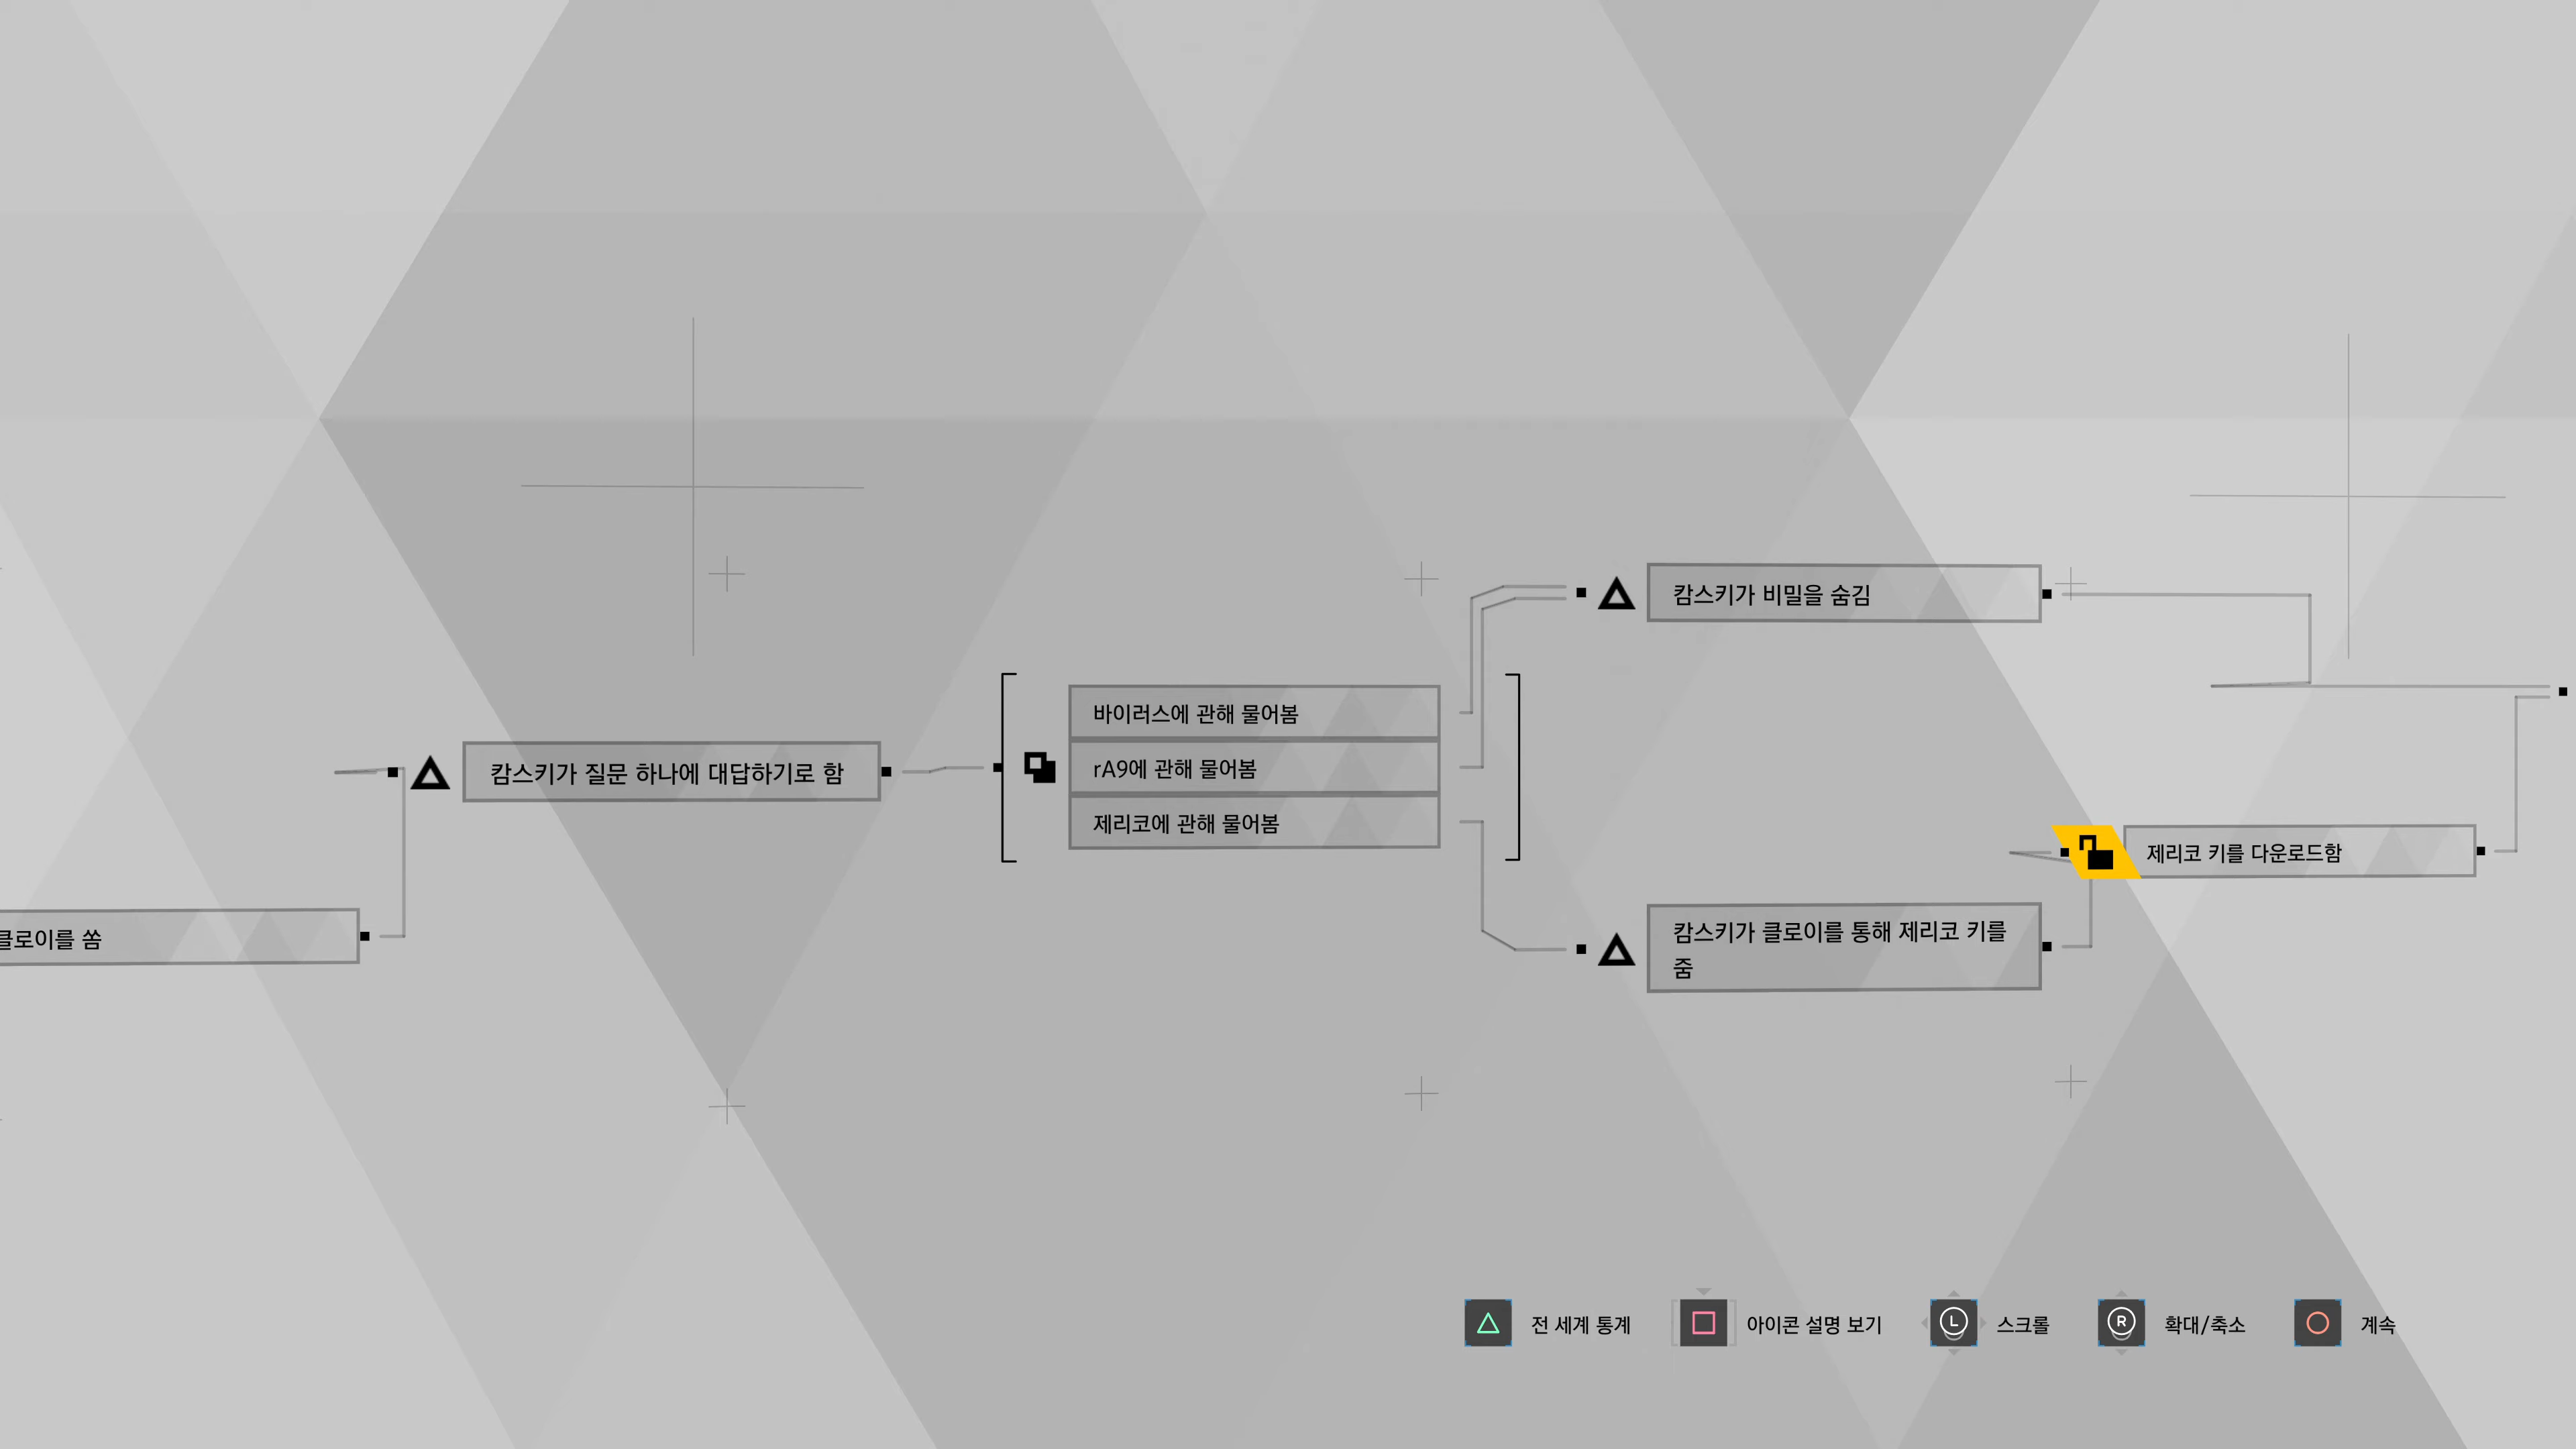 클로이를 쏨
캄스키가 질문 하나에 대답하기로 함
바이러스에 관해 물어봄
rA9에 관해 물어봄
제리코에 관해 물어봄
캄스키가 비밀을 숨김
캄스키가 클로이를 통해 제리코 키를
줌
제리코 키를 다운로드함
전 세계 통계
아이콘 설명 보기
L
스크롤
R
확대/축소
계속